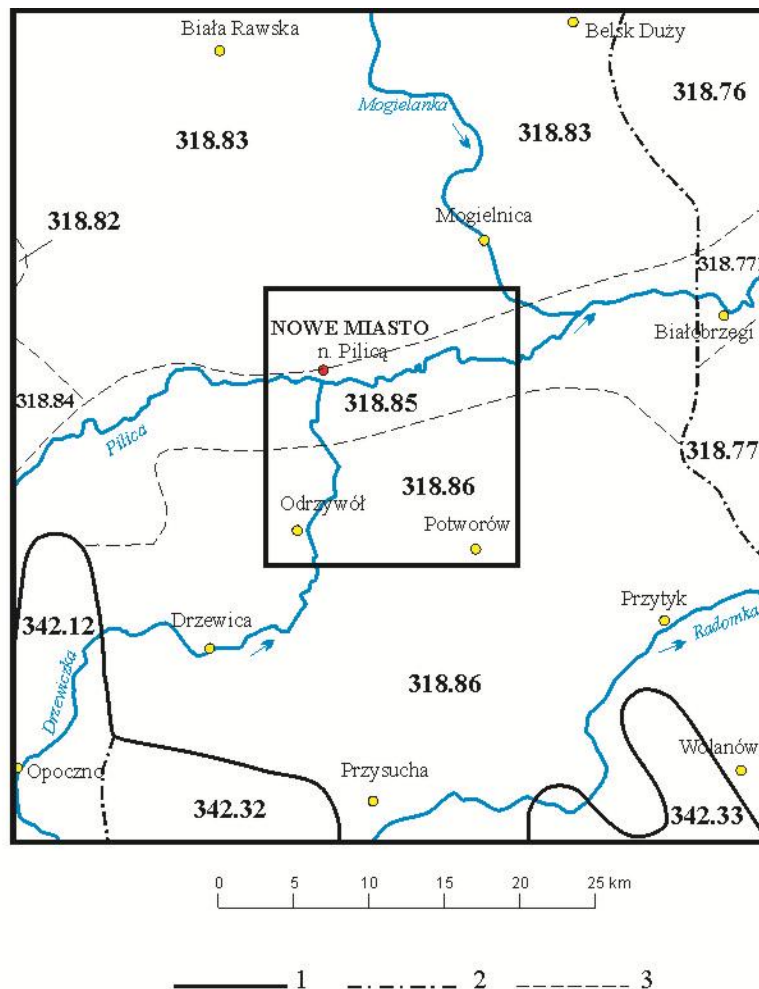 Biała Rawska
Belsk Duży
318.76
Mogielanka
318.83
318.83
318.82
Mogielnica
318.771
NOWE MIASTO
n. Pilicą
Białobrzegi
318.84
318.85
Pilica
318.77
318.86
Odrzywół
Potworów
342.12
Drzewica
Przytyk
Radomka
318.86
Drzewiczka
Opoczno
Przysucha
Wolanów
342.32
342.33
0 5 10 15 20 25 km
1 2 3